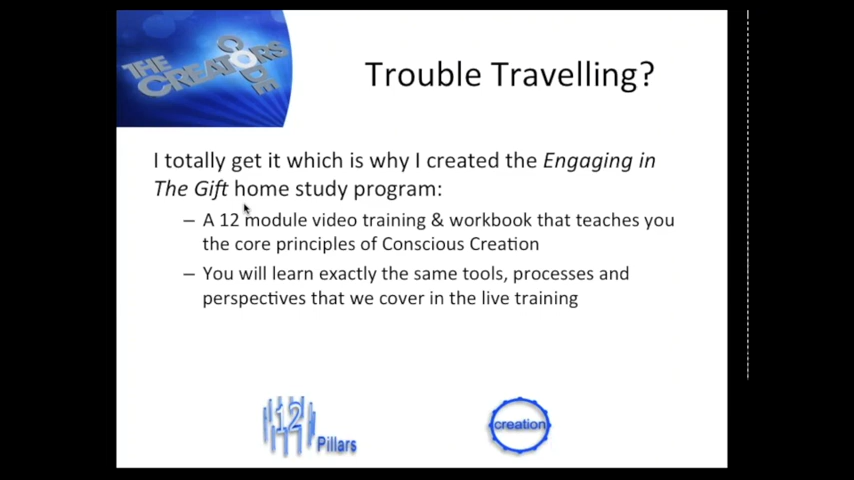 THE
CREATORS
CODE
Trouble Travelling?
I totally get it which is why I created the Engaging in
The Gift home study program:
– A 12 module video training & workbook that teaches you
the core principles of Conscious Creation
– You will learn exactly the same tools, processes and
perspectives that we cover in the live training
12
Pillars
creation